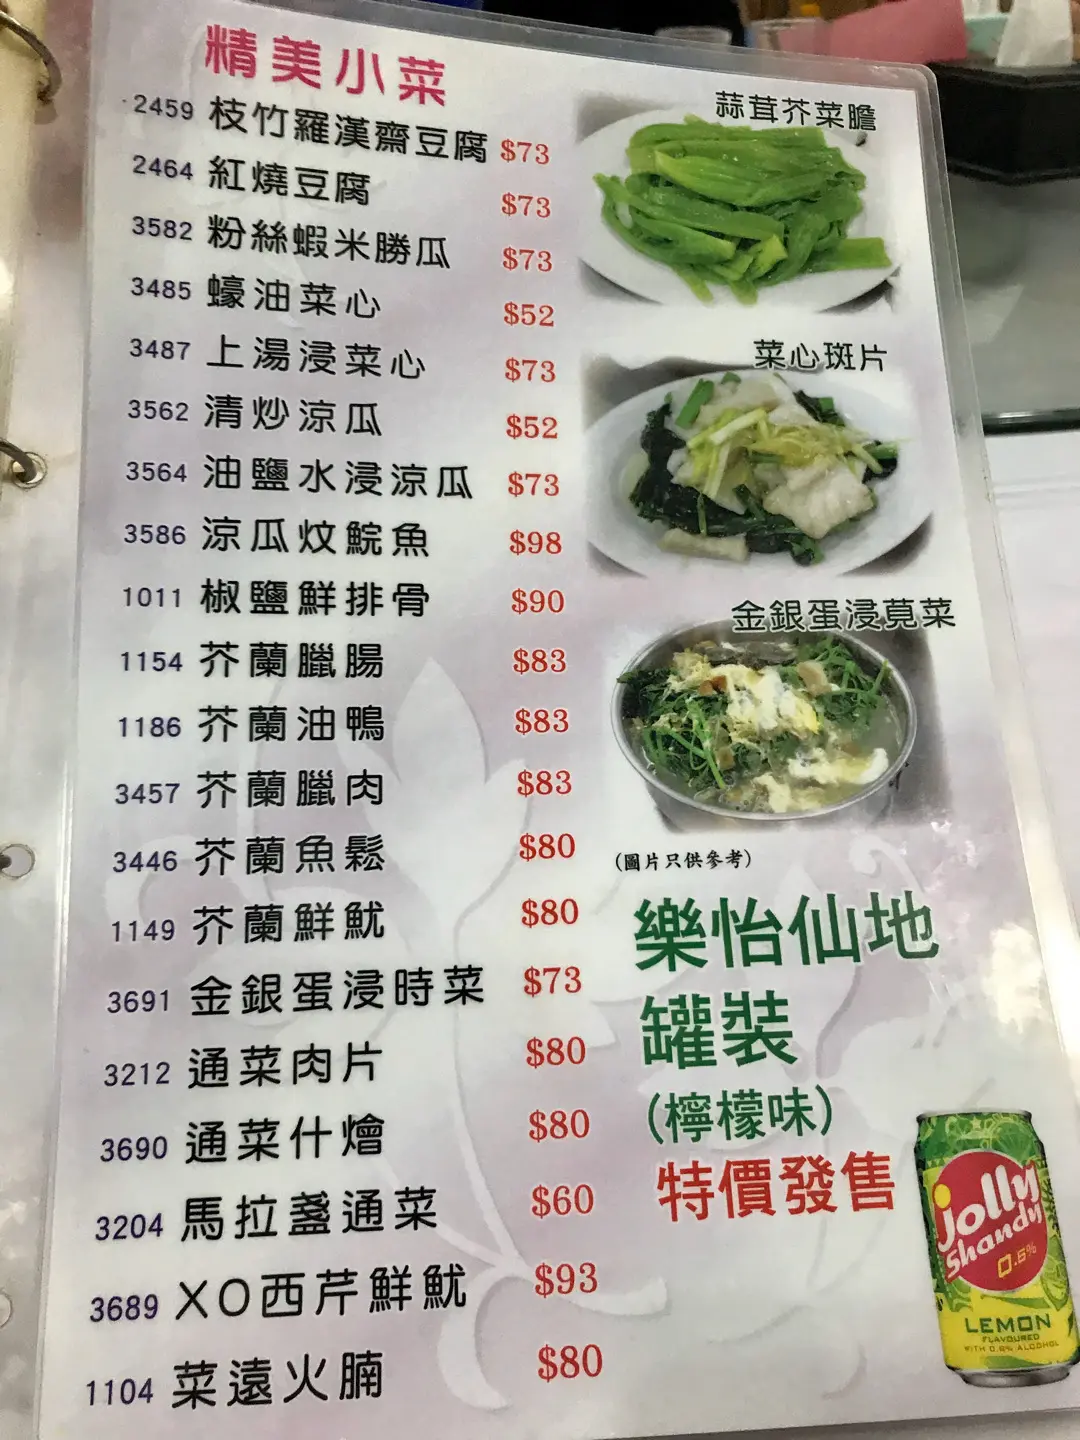 精美小菜
2459 枝竹羅漢齋豆腐 $73
2464 紅燒豆腐 $73
3582 粉絲蝦米勝瓜 $73
3485 蠔油菜心 $52
3487 上湯浸菜心 $73
3562 清炒涼瓜 $52
3564 油鹽水浸涼瓜 $73
3586 涼瓜炆鯇魚 $98
1011 椒鹽鮮排骨 $90
1154 芥蘭臘腸 $83
1186 芥蘭油鴨 $83
3457 芥蘭臘肉 $83
3446 芥蘭魚鬆 $80
1149 芥蘭鮮魷 $80
3691 金銀蛋浸時菜 $73
3212 通菜肉片 $80
3690 通菜什燴 $80
3204 馬拉盞通菜 $60
3689 XO西芹鮮魷 $93
1104 菜遠火腩 $80
蒜茸芥菜膽
菜心斑片
金銀蛋浸莧菜
(圖片只供參考)
樂怡仙地
罐裝
(檸檬味)
特價發售
Jolly
Shandy
0.6%
LEMON
FLAVOURED
WITH 0.6% ALCOHOL